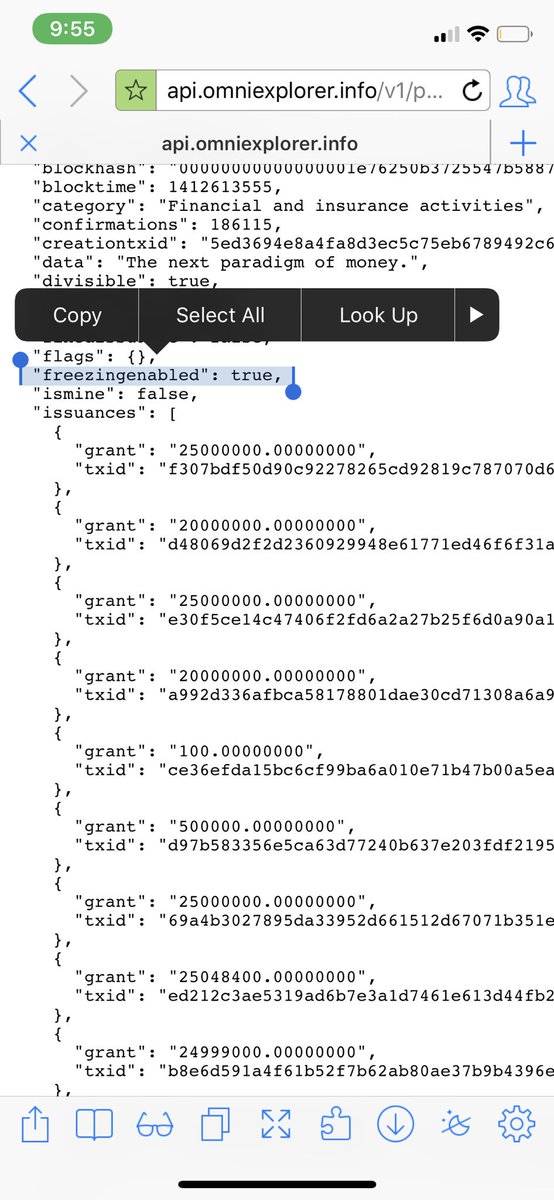 9:55
api.omniexplorer.info/v1/p...
api.omniexplorer.info
"blockhash": "00000000000000001e76250b3725547b5887
"blocktime": 1412613555,
"category": "Financial and insurance activities",
"confirmations": 186115,
"creationtxid": "5ed3694e8a4fa8d3ec5c75eb6789492c6
"data": "The next paradigm of money.",
"divisible": true,
Copy
Select All
Look Up
"flags": {},
"freezingenabled": true,
"ismine": false,
"issuances": [
{
"grant": "25000000.00000000",
"txid": "f307bdf50d90c92278265cd92819c787070d6
},
{
"grant": "20000000.00000000",
"txid": "d48069d2f2d2360929948e61771ed46f6f31a
},
{
"grant": "25000000.00000000",
"txid": "e30f5ce14c47406f2fd6a2a27b25f6d0a90a1
},
{
"grant": "20000000.00000000",
"txid": "a992d336afbca58178801dae30cd71308a6a9
},
{
"grant": "100.00000000",
"txid": "ce36efda15bc6cf99ba6a010e71b47b00a5ea
},
{
"grant": "500000.00000000",
"txid": "d97b583356e5ca63d77240b637e203fdf2195
},
{
"grant": "25000000.00000000",
"txid": "69a4b3027895da33952d661512d67071b351e
},
{
"grant": "25048400.00000000",
"txid": "ed212c3ae5319ad6b7e3a1d7461e613d44fb2
},
{
"grant": "24999000.00000000",
"txid": "b8e6d591a4f61b52f7b62ab80ae37b9b4396e
},